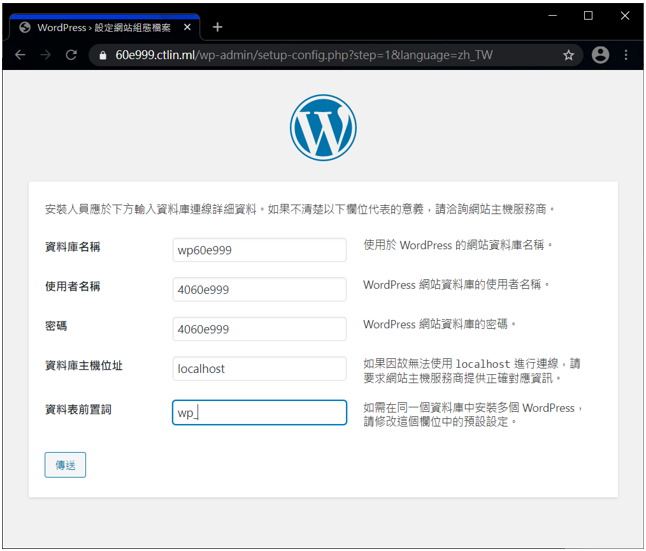 WordPress › 設定網站組態檔案
60e999.ctlin.ml/wp-admin/setup-config.php?step=1&language=zh_TW
安裝人員應於下方輸入資料庫連線詳細資料。如果不清楚以下欄位代表的意義，請洽詢網站主機服務商。
資料庫名稱 wp60e999 使用於 WordPress 的網站資料庫名稱。
使用者名稱 4060e999 WordPress 網站資料庫的使用者名稱。
密碼 4060e999 WordPress 網站資料庫的密碼。
資料庫主機位址 localhost 如果因故無法使用 localhost 進行連線，請
要求網站主機服務商提供正確對應資訊。
資料表前置詞 wp_ 如需在同一個資料庫中安裝多個 WordPress，
請修改這個欄位中的預設設定。
傳送